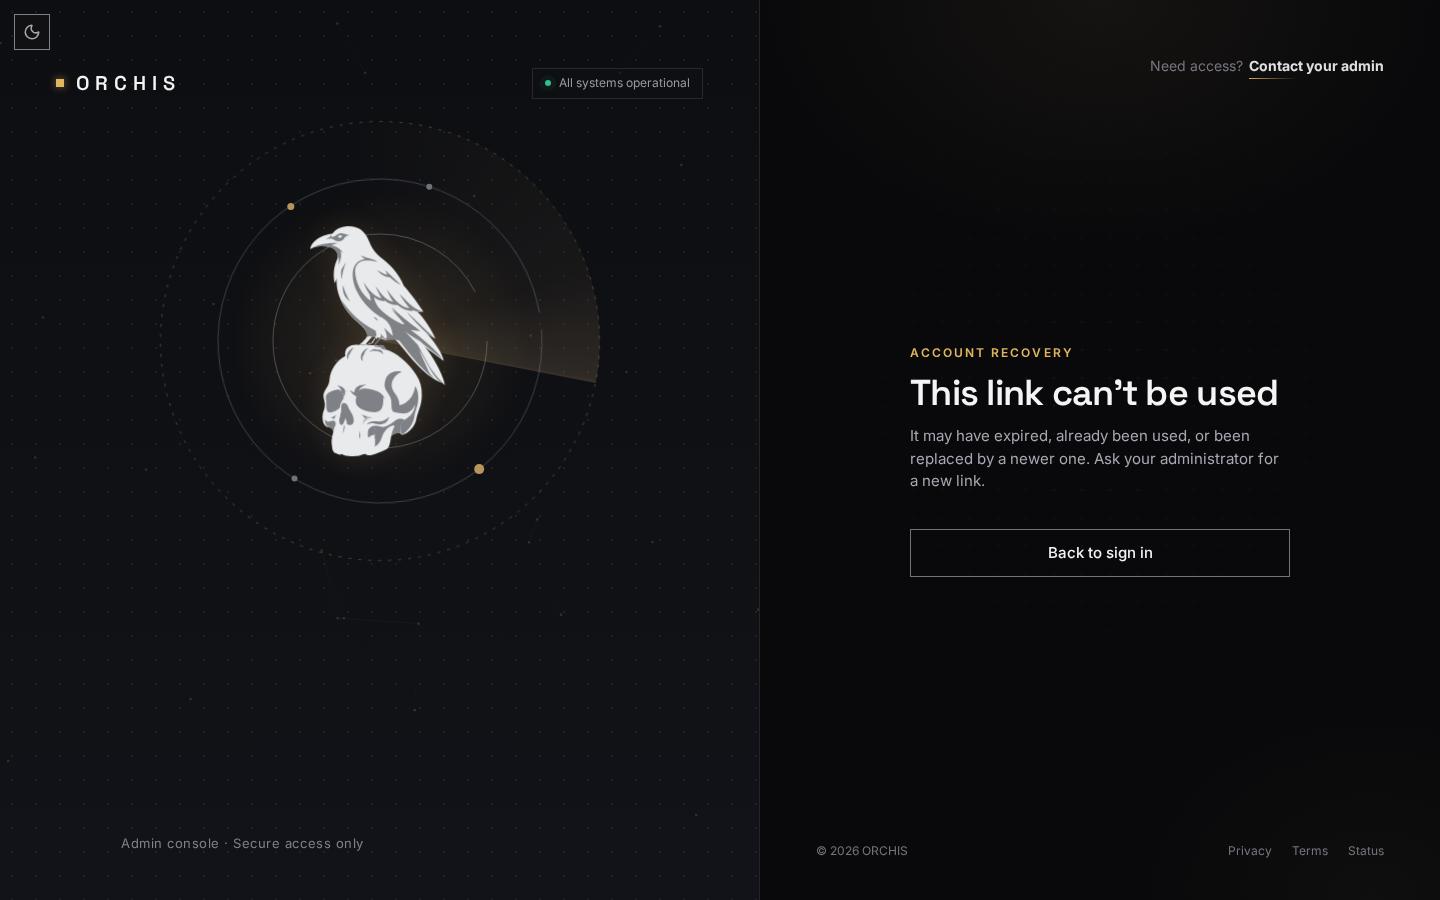 ORCHIS
All systems operational
Admin console · Secure access only
Need access? Contact your admin
ACCOUNT RECOVERY
This link can’t be used
It may have expired, already been used, or been
replaced by a newer one. Ask your administrator for
a new link.
Back to sign in
© 2026 ORCHIS
Privacy Terms Status